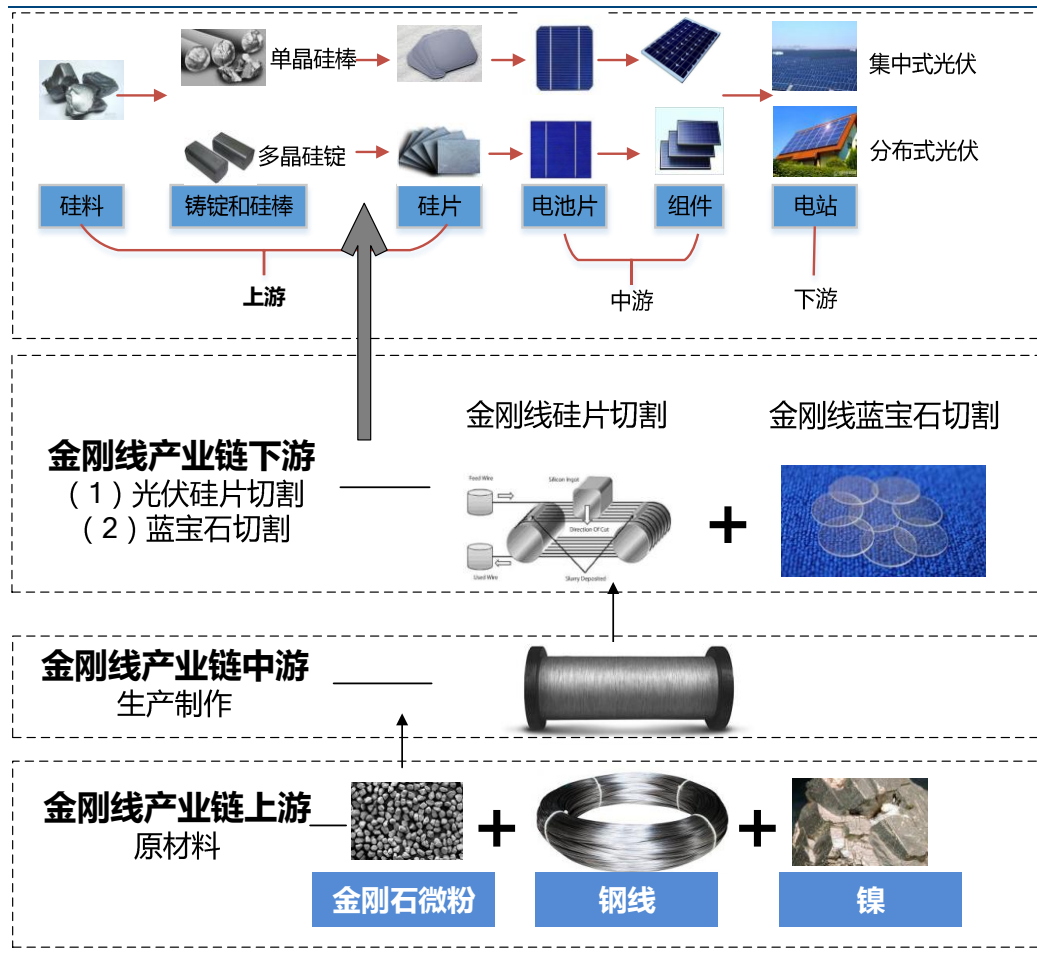 单晶硅棒
集中式光伏
多晶硅锭
分布式光伏
硅料
铸锭和硅棒
硅片
电池片
组件
电站
上游
中游
下游
金刚线硅片切割
金刚线蓝宝石切割
金刚线产业链下游
（1）光伏硅片切割
（2）蓝宝石切割
Feed Wire
Silicon Ingot
Direction Of Cut
Used Wire
Slurry Deposited
+
金刚线产业链中游
生产制作
金刚线产业链上游
原材料
+
+
金刚石微粉
钢线
镍